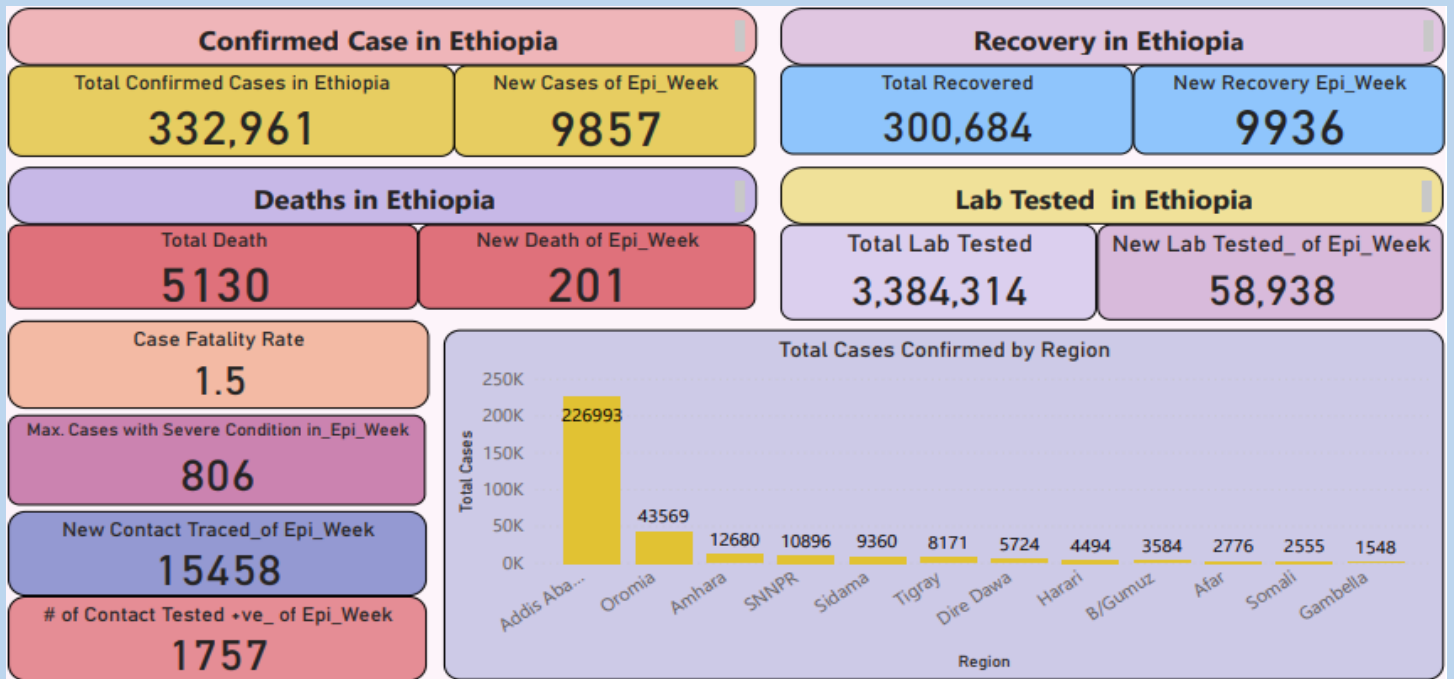 Confirmed Case in Ethiopia
Total Confirmed Cases in Ethiopia
332,961
New Cases of Epi_Week
9857
Recovery in Ethiopia
Total Recovered
300,684
New Recovery Epi_Week
9936
Deaths in Ethiopia
Total Death
5130
New Death of Epi_Week
201
Lab Tested in Ethiopia
Total Lab Tested
3,384,314
New Lab Tested_ of Epi_Week
58,938
Case Fatality Rate
1.5
Max. Cases with Severe Condition in_Epi_Week
806
New Contact Traced_of Epi_Week
15458
# of Contact Tested +ve_ of Epi_Week
1757
Total Cases Confirmed by Region
Total Cases
250K
200K
150K
100K
50K
0K
226993
43569
12680
10896
9360
8171
5724
4494
3584
2776
2555
1548
Addis Aba...
Oromia
Amhara
SNNPR
Sidama
Tigray
Dire Dawa
Harari
B/Gumuz
Afar
Somali
Gambella
Region